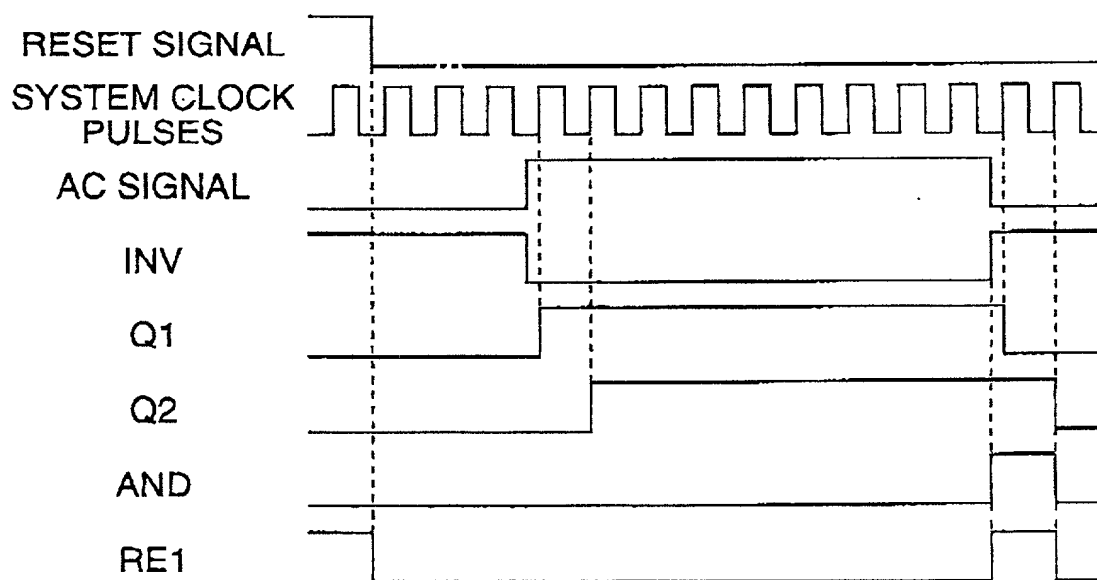 RESET SIGNAL
SYSTEM CLOCK
PULSES
AC SIGNAL
INV
Q1
Q2
AND
RE1